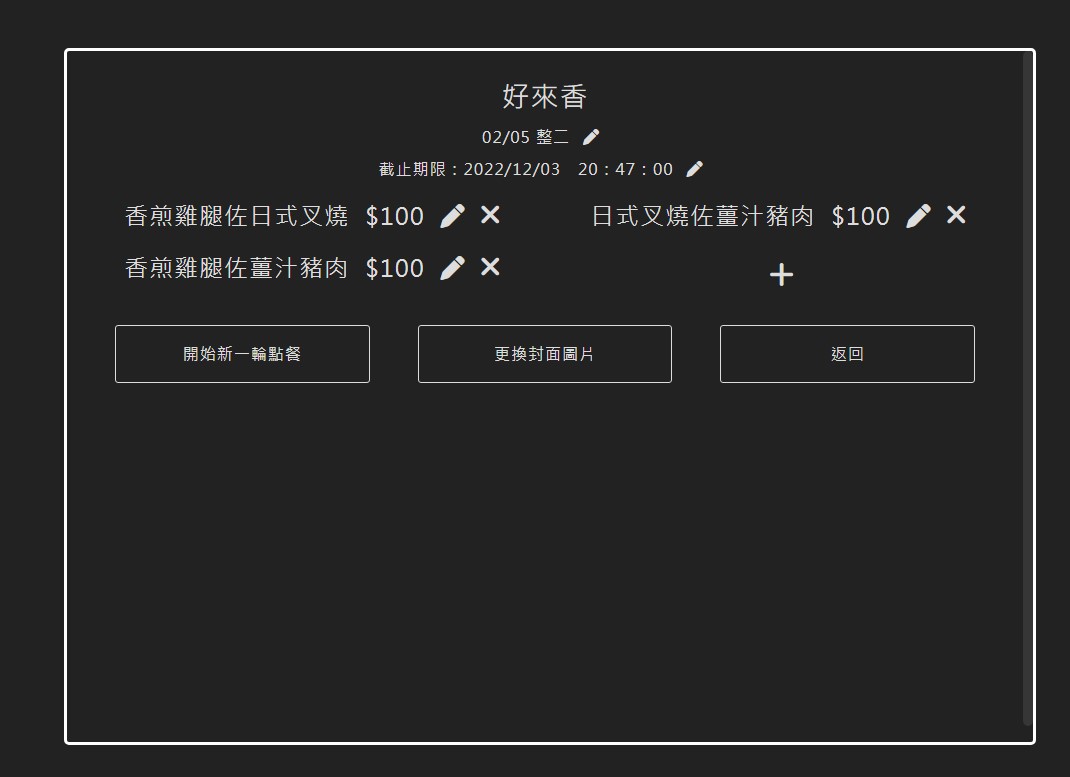 好來香
02/05 整二
截止期限：2022/12/03 20：47：00
香煎雞腿佐日式叉燒 $100
日式叉燒佐薑汁豬肉 $100
香煎雞腿佐薑汁豬肉 $100
開始新一輪點餐
更換封面圖片
返回